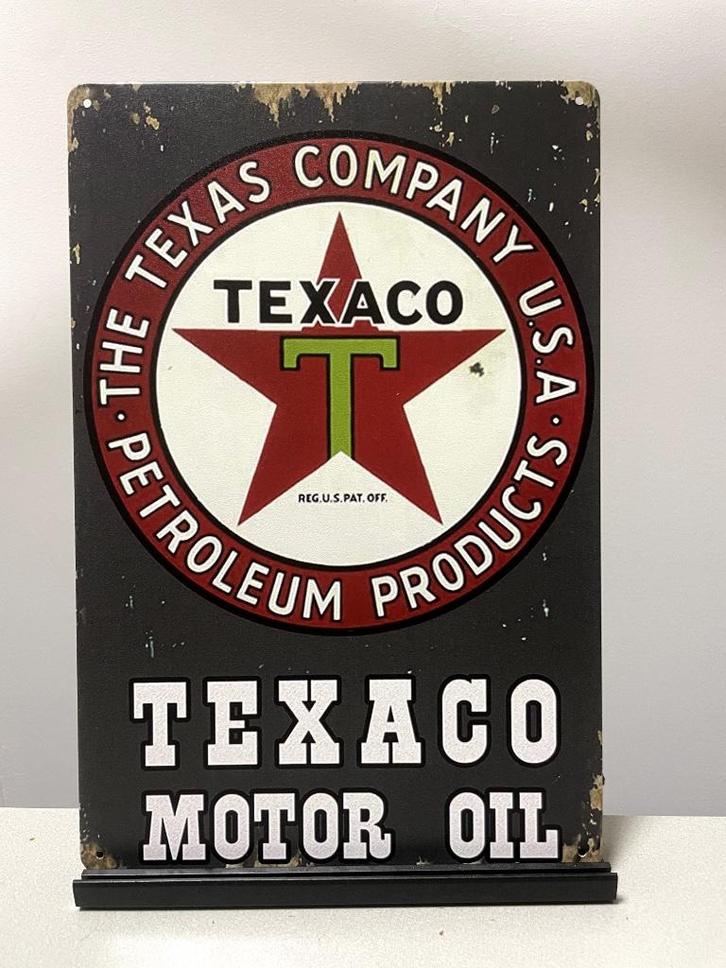 THE TEXAS COMPANY U.S.A
TEXACO
T
REG.U.S.PAT.OFF.
PETROLEUM PRODUCTS
TEXACO
MOTOR OIL